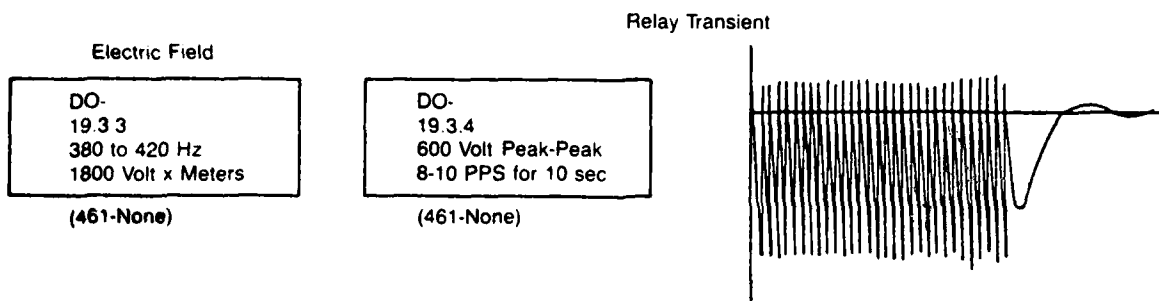 Relay Transient
Electric Field
DO-
19.3 3
380 to 420 Hz
1800 Volt x Meters
(461-None)
DO-
19.3.4
600 Volt Peak-Peak
8-10 PPS for 10 sec
(461-None)